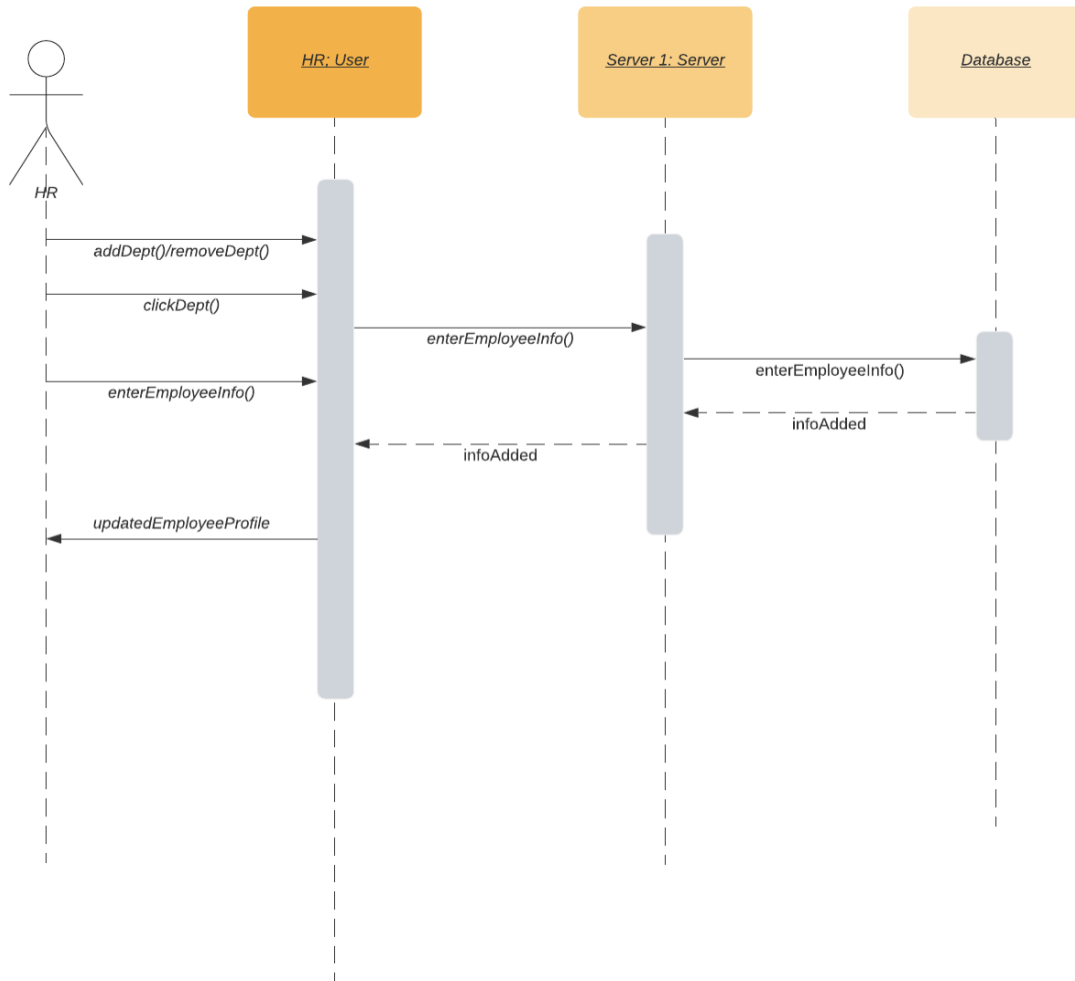 HR; User
Server 1: Server
Database
HR
addDept()/removeDept()
clickDept()
enterEmployeeInfo()
enterEmployeeInfo()
enterEmployeeInfo()
infoAdded
infoAdded
updatedEmployeeProfile